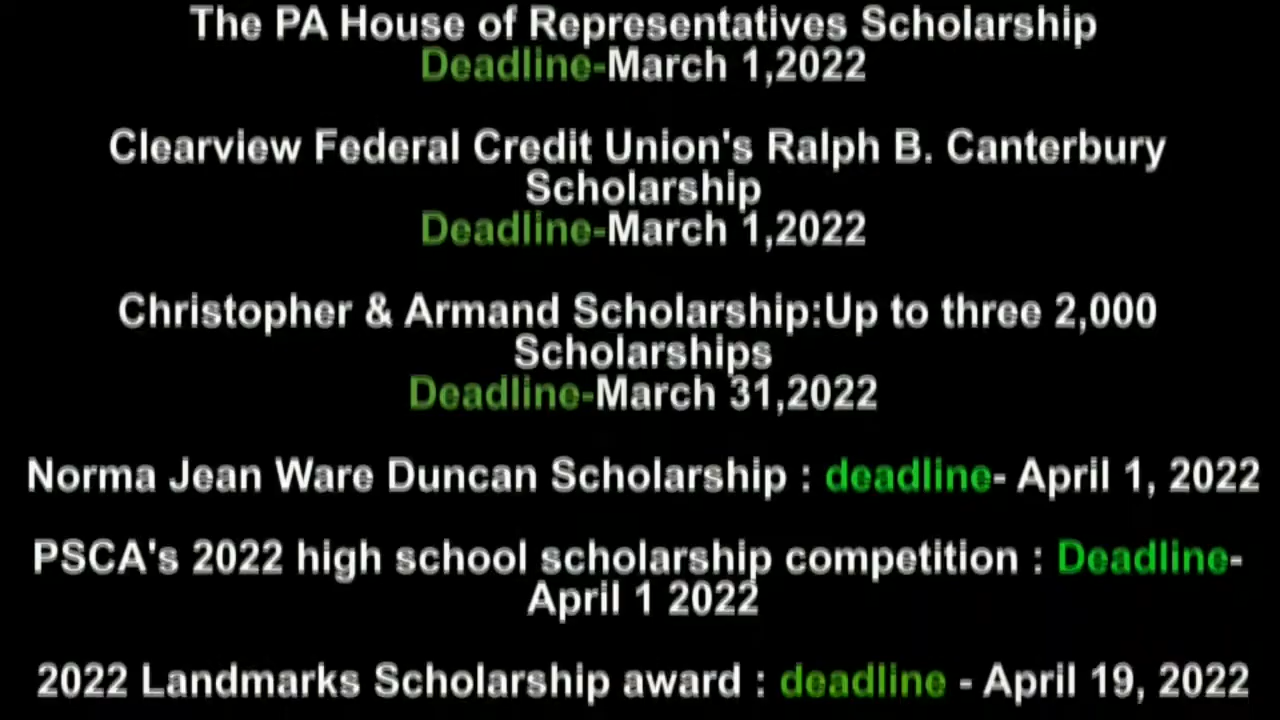 The PA House of Representatives Scholarship
Deadline-March 1,2022
Clearview Federal Credit Union's Ralph B. Canterbury
Scholarship
Deadline-March 1,2022
Christopher & Armand Scholarship:Up to three 2,000
Scholarships
Deadline-March 31,2022
Norma Jean Ware Duncan Scholarship : deadline- April 1, 2022
PSCA's 2022 high school scholarship competition : Deadline-
April 1 2022
2022 Landmarks Scholarship award : deadline - April 19, 2022